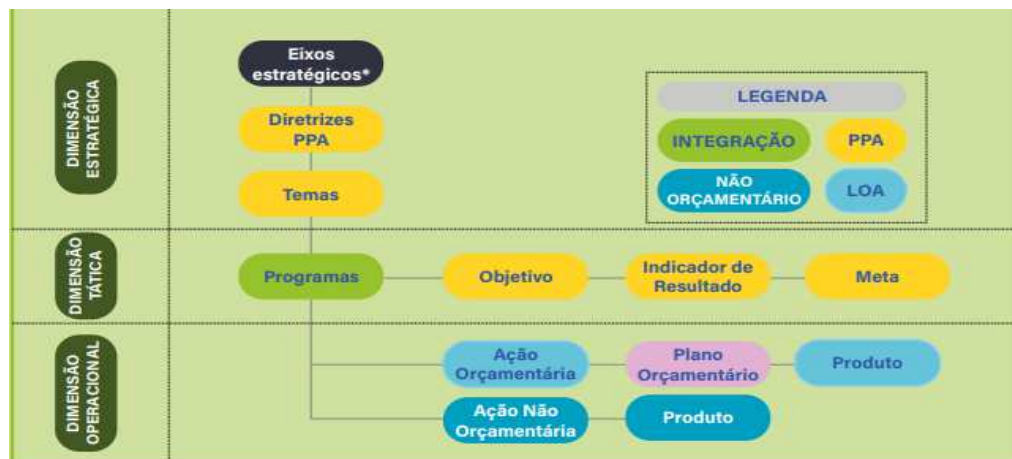 DIMENSÃO
ESTRATÉGICA
Eixos
estratégicos*
Diretrizes
PPA
Temas
LEGENDA
INTEGRAÇÃO
PPA
NÃO
ORÇAMENTÁRIO
LOA
DIMENSÃO
TÁTICA
Programas
Objetivo
Indicador de
Resultado
Meta
DIMENSÃO
OPERACIONAL
Ação
Orçamentária
Plano
Orçamentário
Produto
Ação Não
Orçamentária
Produto